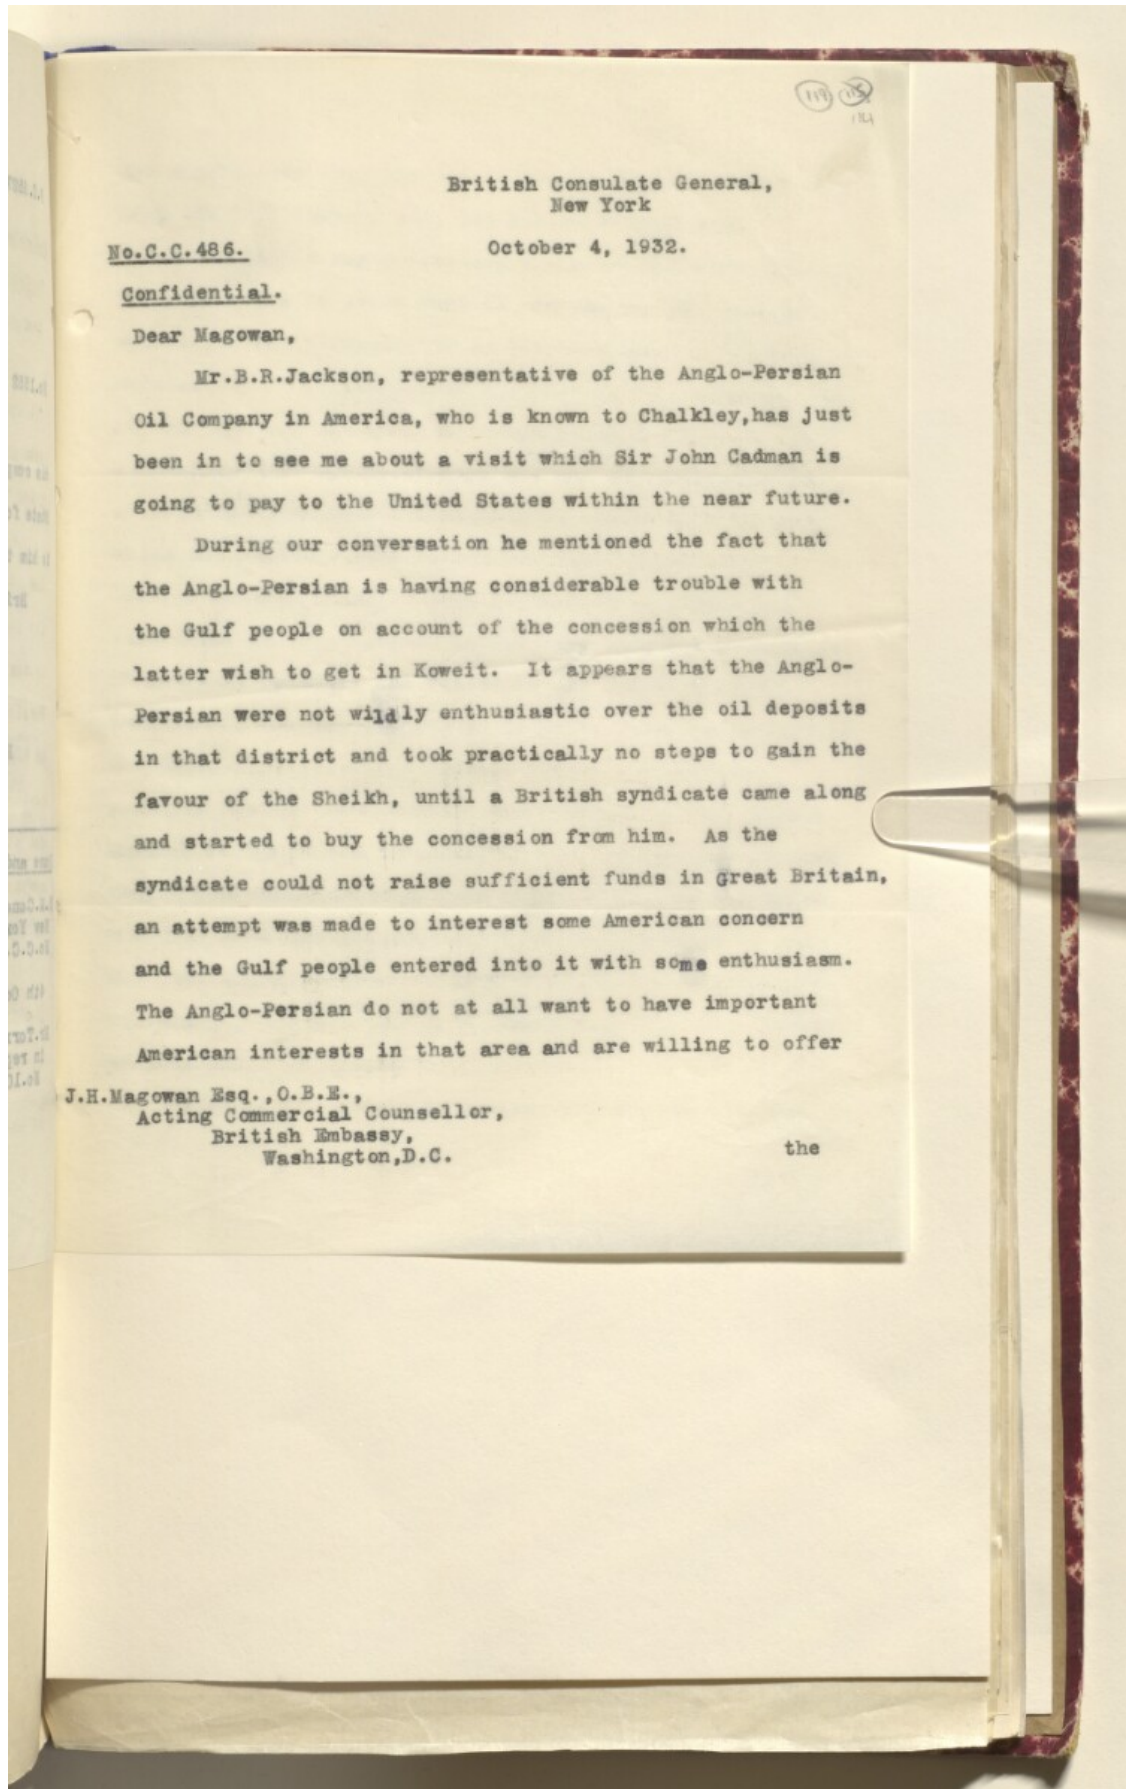 119
British Consulate General,
New York
October 4, 1932.
No.C.C.486.
Confidential.
Dear Magowan,
Mr.B.R.Jackson, representative of the Anglo-Persian
Oil Company in America, who is known to Chalkley,has just
been in to see me about a visit which Sir John Cadman is
going to pay to the United States within the near future.
During our conversation he mentioned the fact that
the Anglo-Persian is having considerable trouble with
the Gulf people on account of the concession which the
latter wish to get in Koweit. It appears that the Anglo-
Persian were not wildly enthusiastic over the oil deposits
in that district and took practically no steps to gain the
favour of the Sheikh, until a British syndicate came along
and started to buy the concession from him. As the
syndicate could not raise sufficient funds in Great Britain,
an attempt was made to interest some American concern
and the Gulf people entered into it with some enthusiasm.
The Anglo-Persian do not at all want to have important
American interests in that area and are willing to offer
J.H.Magowan Esq.,O.B.E.,
Acting Commercial Counsellor,
British Embassy,
Washington,D.C.
the